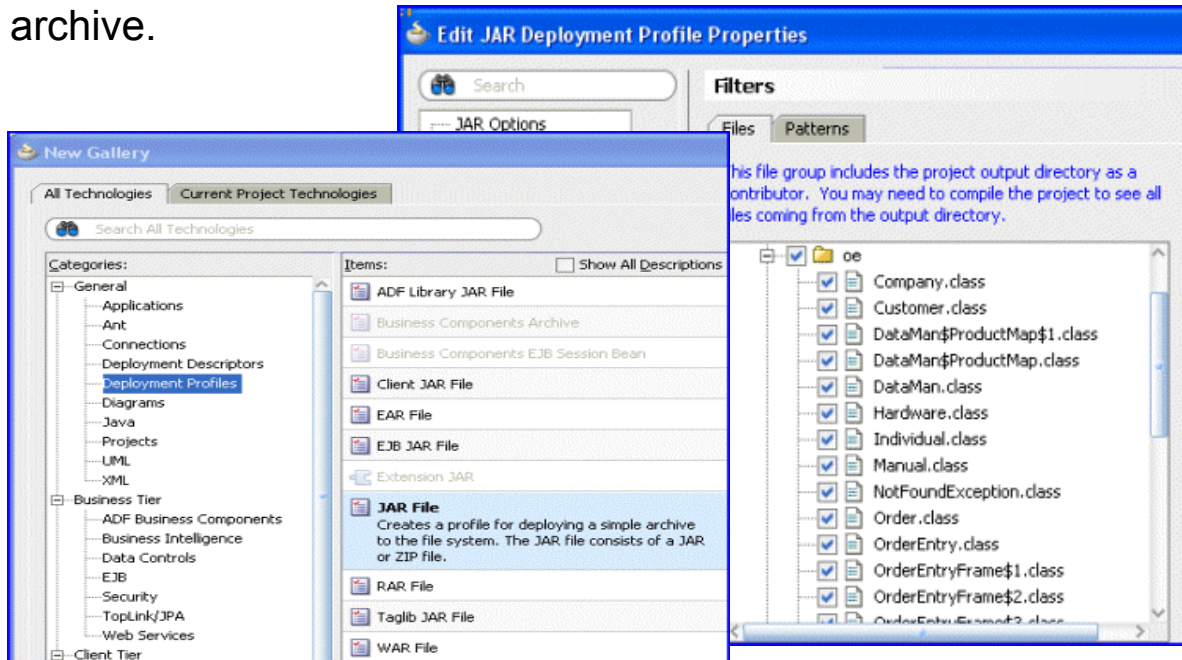 archive.
Edit JAR Deployment Profile Properties
Search
JAR Options
Filters
Files Patterns
his file group includes the project output directory as a
ontributor. You may need to compile the project to see all
les coming from the output directory.
oe
Company.class
Customer.class
DataMan$ProductMap$1.class
DataMan$ProductMap.class
DataMan.class
Hardware.class
Individual.class
Manual.class
NotFoundException.class
Order.class
OrderEntry.class
OrderEntryFrame$1.class
OrderEntryFrame$2.class
OrderEntryFrame$3.class
New Gallery
All Technologies Current Project Technologies
Search All Technologies
Categories:
General
Applications
Ant
Connections
Deployment Descriptors
Deployment Profiles
Diagrams
Java
Projects
UML
XML
Business Tier
ADF Business Components
Business Intelligence
Data Controls
EJB
Security
TopLink/JPA
Web Services
Client Tier
Items: Show All Descriptions
ADF Library JAR File
Business Components Archive
Business Components EJB Session Bean
Client JAR File
EAR File
EJB JAR File
Extension JAR
JAR File
Creates a profile for deploying a simple archive
to the file system. The JAR file consists of a JAR
or ZIP file.
RAR File
Taglib JAR File
WAR File